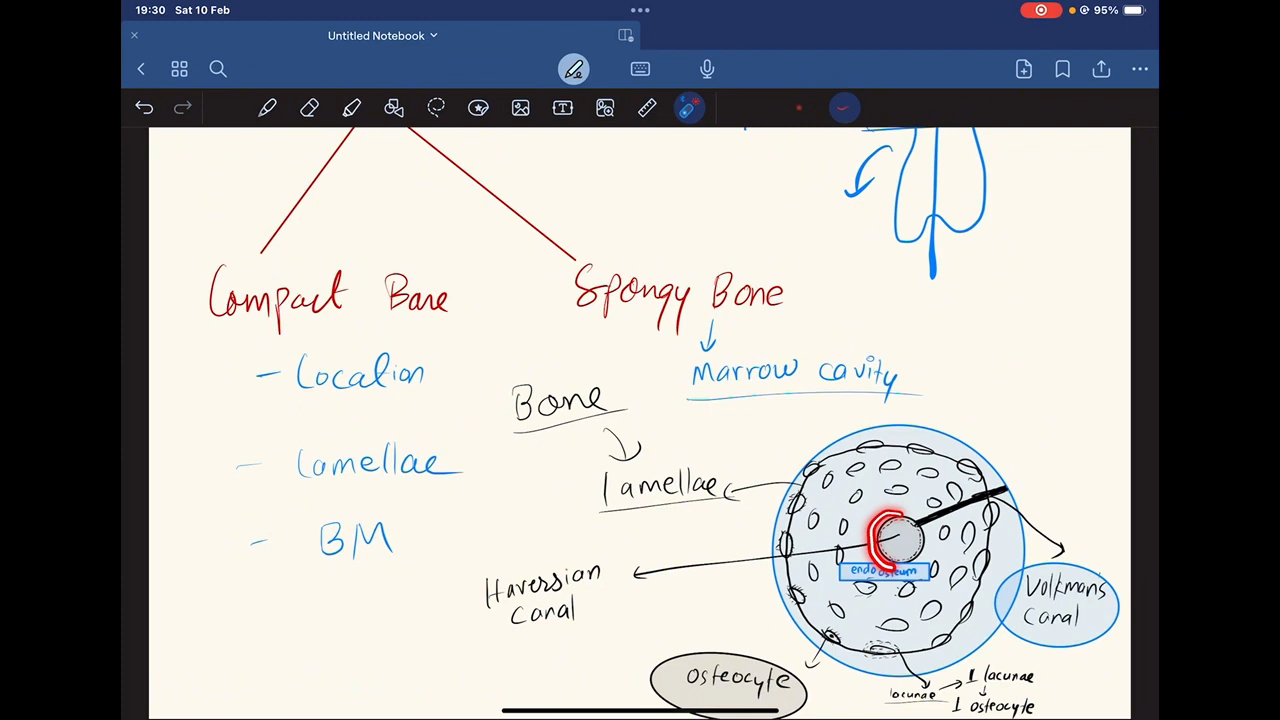 19:30 Sat 10 Feb
95%
Untitled Notebook
Compact Bone
Spongy Bone
- Location
Marrow cavity
Bone
- Lamellae
lamellae
- BM
endosteum
Haverssian
canal
Volkmans
canal
osteocyte
locunae
1 lacunae
1 osteocyte